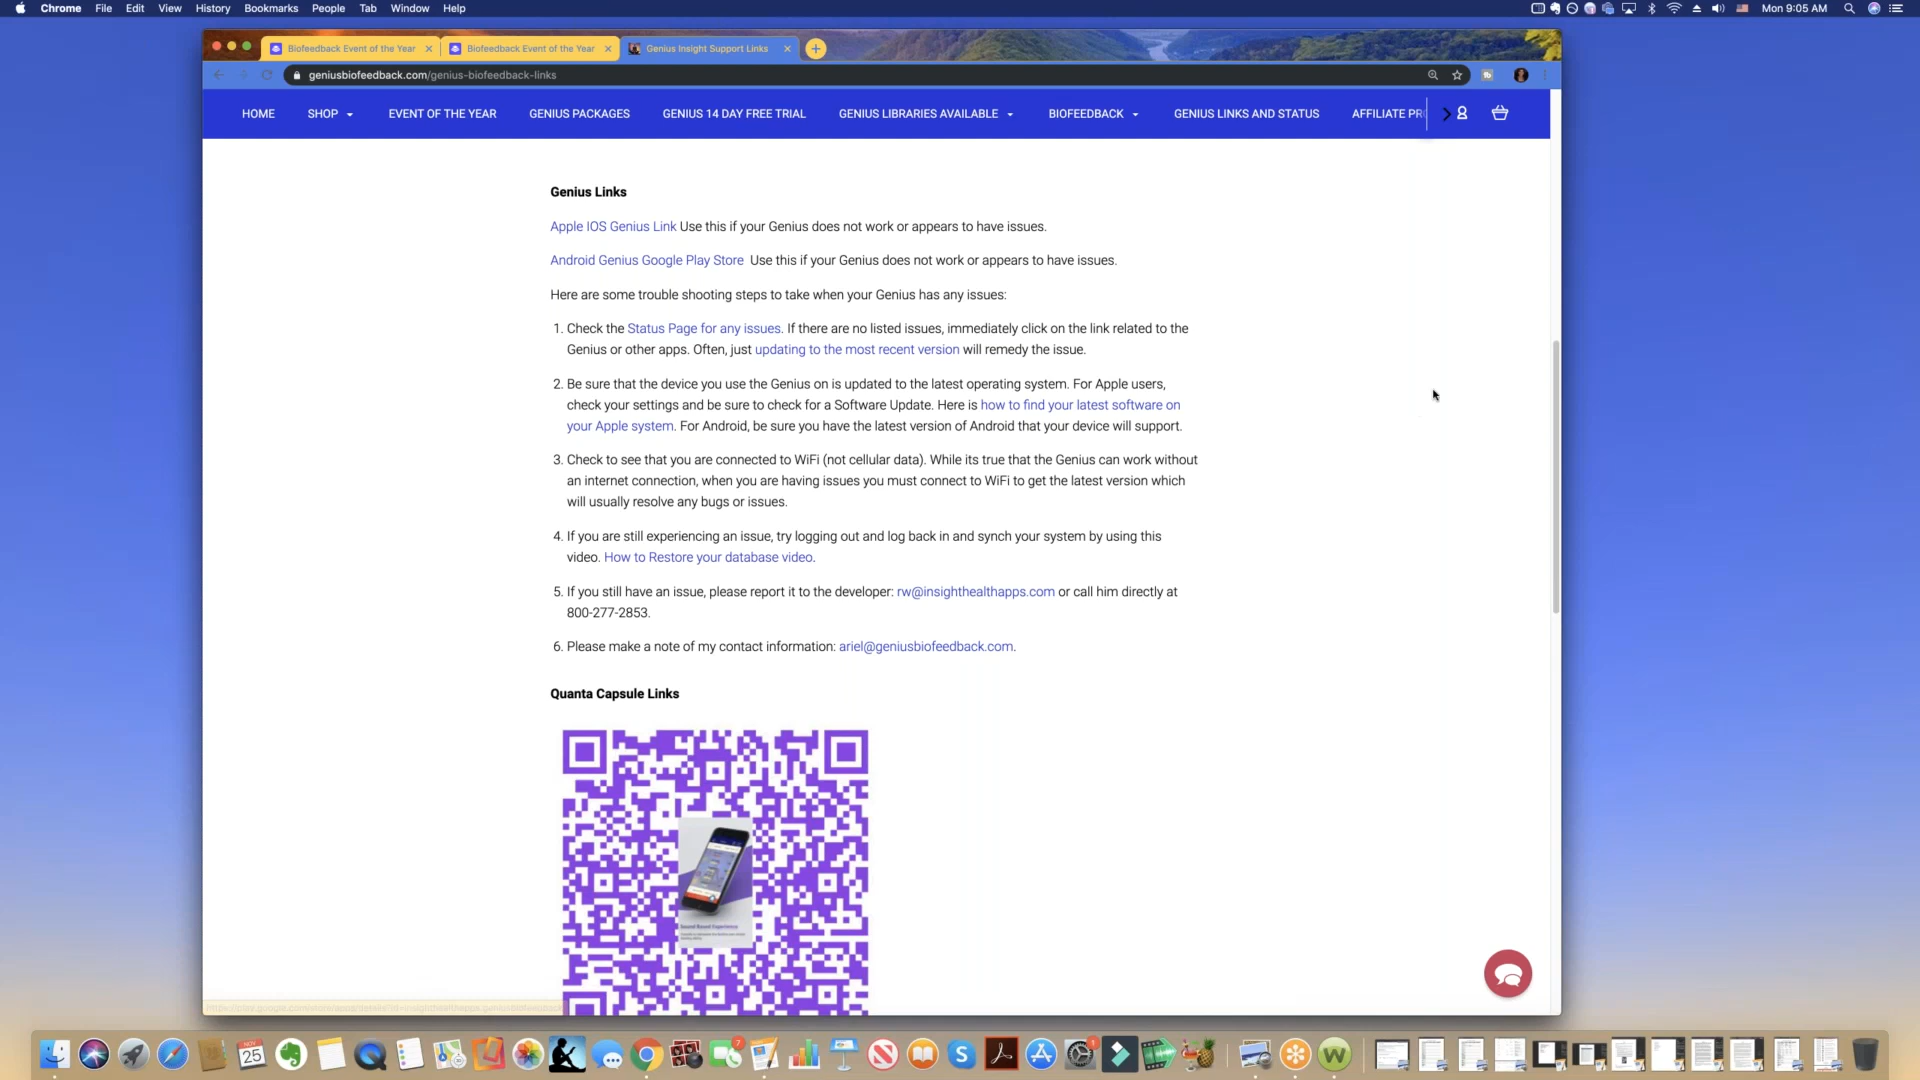 Chrome File Edit View History Bookmarks People Tab Window Help Mon 9:05 AM
Biofeedback Event of the Year Biofeedback Event of the Year Genius Insight Support Links
geniusbiofeedback.com/genius-biofeedback-links
HOME SHOP EVENT OF THE YEAR GENIUS PACKAGES GENIUS 14 DAY FREE TRIAL GENIUS LIBRARIES AVAILABLE BIOFEEDBACK GENIUS LINKS AND STATUS AFFILIATE PR
Genius Links
Apple IOS Genius Link Use this if your Genius does not work or appears to have issues.
Android Genius Google Play Store Use this if your Genius does not work or appears to have issues.
Here are some trouble shooting steps to take when your Genius has any issues:
1. Check the Status Page for any issues. If there are no listed issues, immediately click on the link related to the
Genius or other apps. Often, just updating to the most recent version will remedy the issue.
2. Be sure that the device you use the Genius on is updated to the latest operating system. For Apple users,
check your settings and be sure to check for a Software Update. Here is how to find your latest software on
your Apple system. For Android, be sure you have the latest version of Android that your device will support.
3. Check to see that you are connected to WiFi (not cellular data). While its true that the Genius can work without
an internet connection, when you are having issues you must connect to WiFi to get the latest version which
will usually resolve any bugs or issues.
4. If you are still experiencing an issue, try logging out and log back in and synch your system by using this
video. How to Restore your database video.
5. If you still have an issue, please report it to the developer: rw@insighthealthapps.com or call him directly at
800-277-2853.
6. Please make a note of my contact information: ariel@geniusbiofeedback.com.
Quanta Capsule Links
Sound Based Experience
NOV
25
7
1